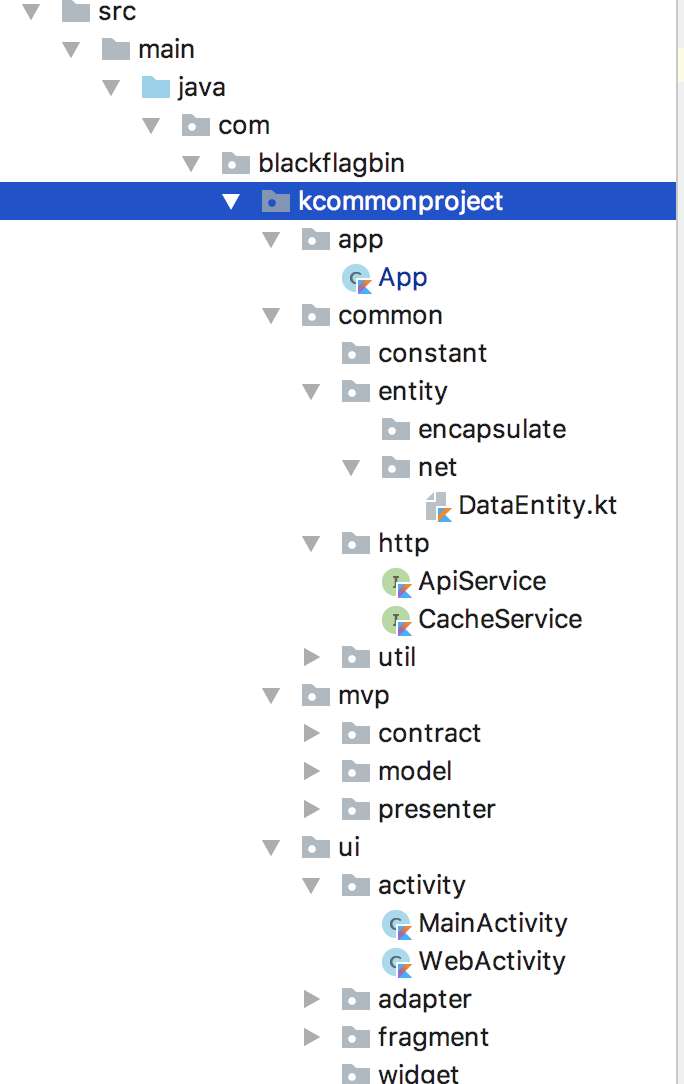 src
main
java
com
blackflagbin
kcommonproject
app
App
common
constant
entity
encapsulate
net
DataEntity.kt
http
ApiService
CacheService
util
mvp
contract
model
presenter
ui
activity
MainActivity
WebActivity
adapter
fragment
widget